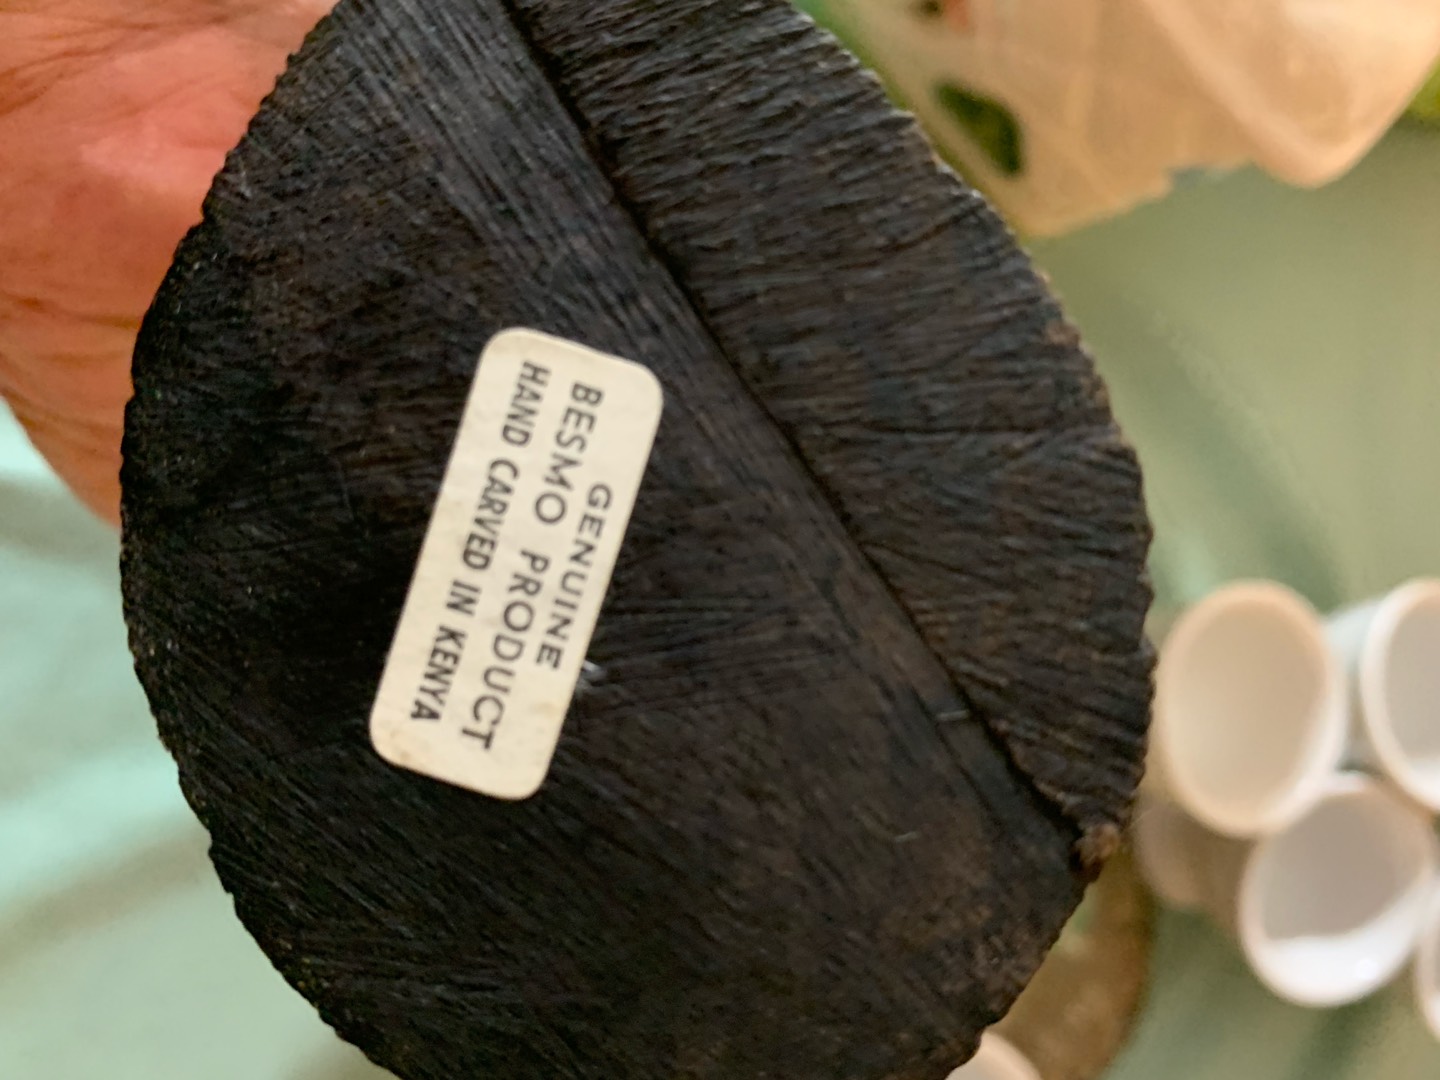 GENUINE
BESMO PRODUCT
HAND CARVED IN KENYA